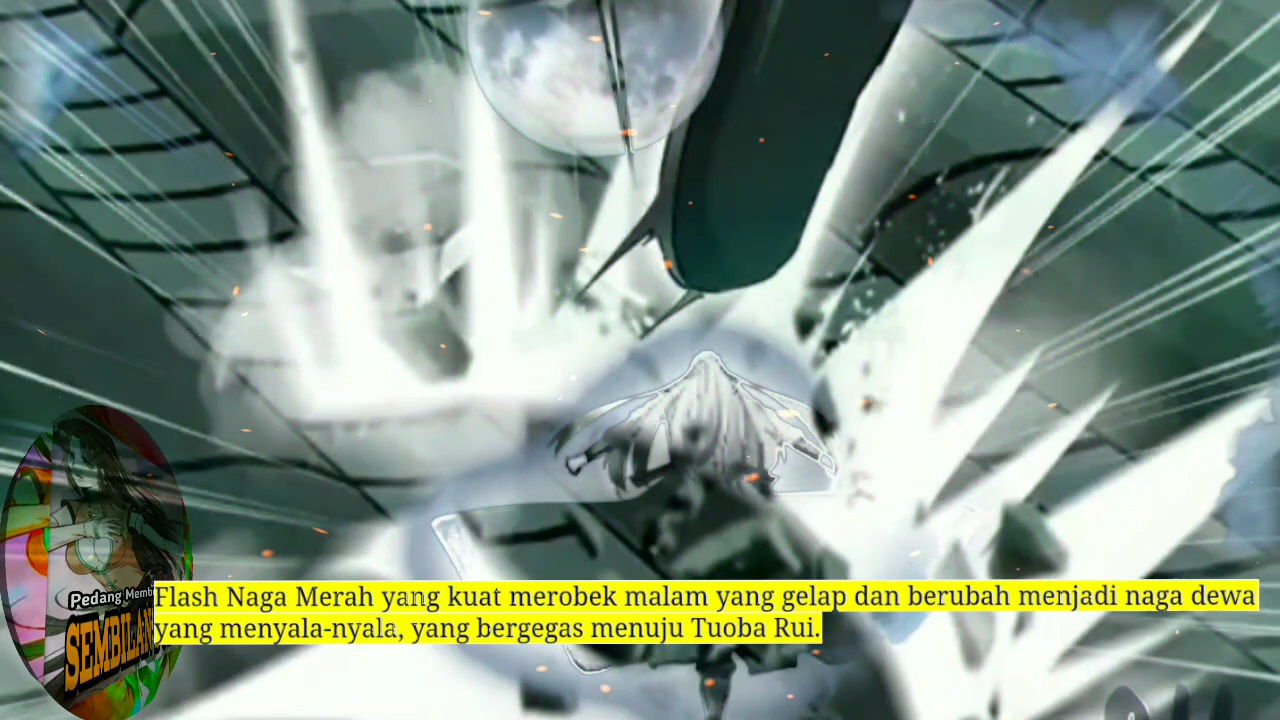 Pedang Memb
SEMBILAN
Flash Naga Merah yang kuat merobek malam yang gelap dan berubah menjadi naga dewa
yang menyala-nyala, yang bergegas menuju Tuoba Rui.